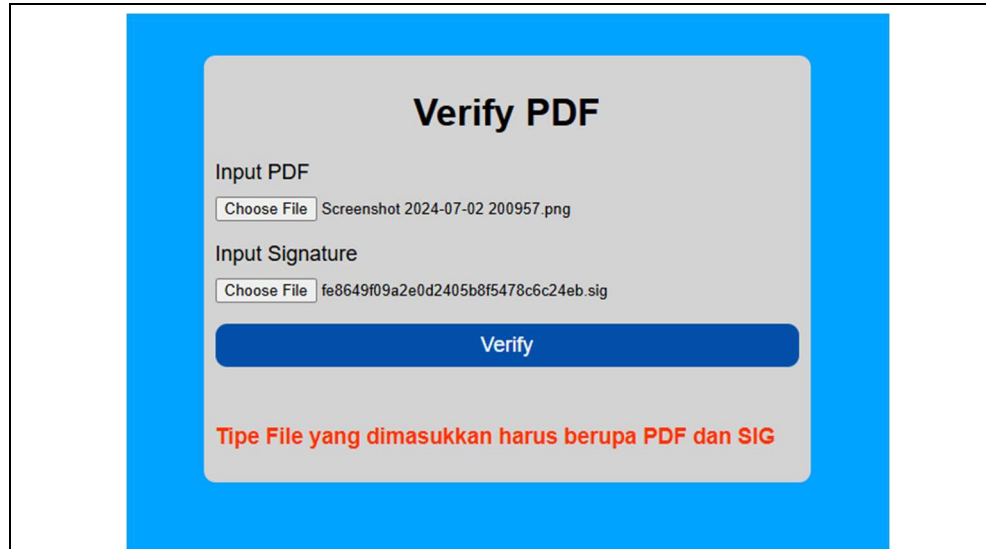 Verify PDF
Input PDF
Choose File Screenshot 2024-07-02 200957.png
Input Signature
Choose File fe8649f09a2e0d2405b8f5478c6c24eb.sig
Verify
Tipe File yang dimasukkan harus berupa PDF dan SIG